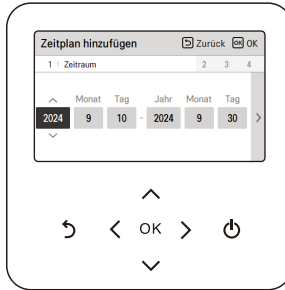 Zeitplan hinzufügen Zurück OK OK
1 Zeitraum 2 3 4
Monat Tag Jahr Monat Tag
2024 9 10 - 2024 9 30
OK